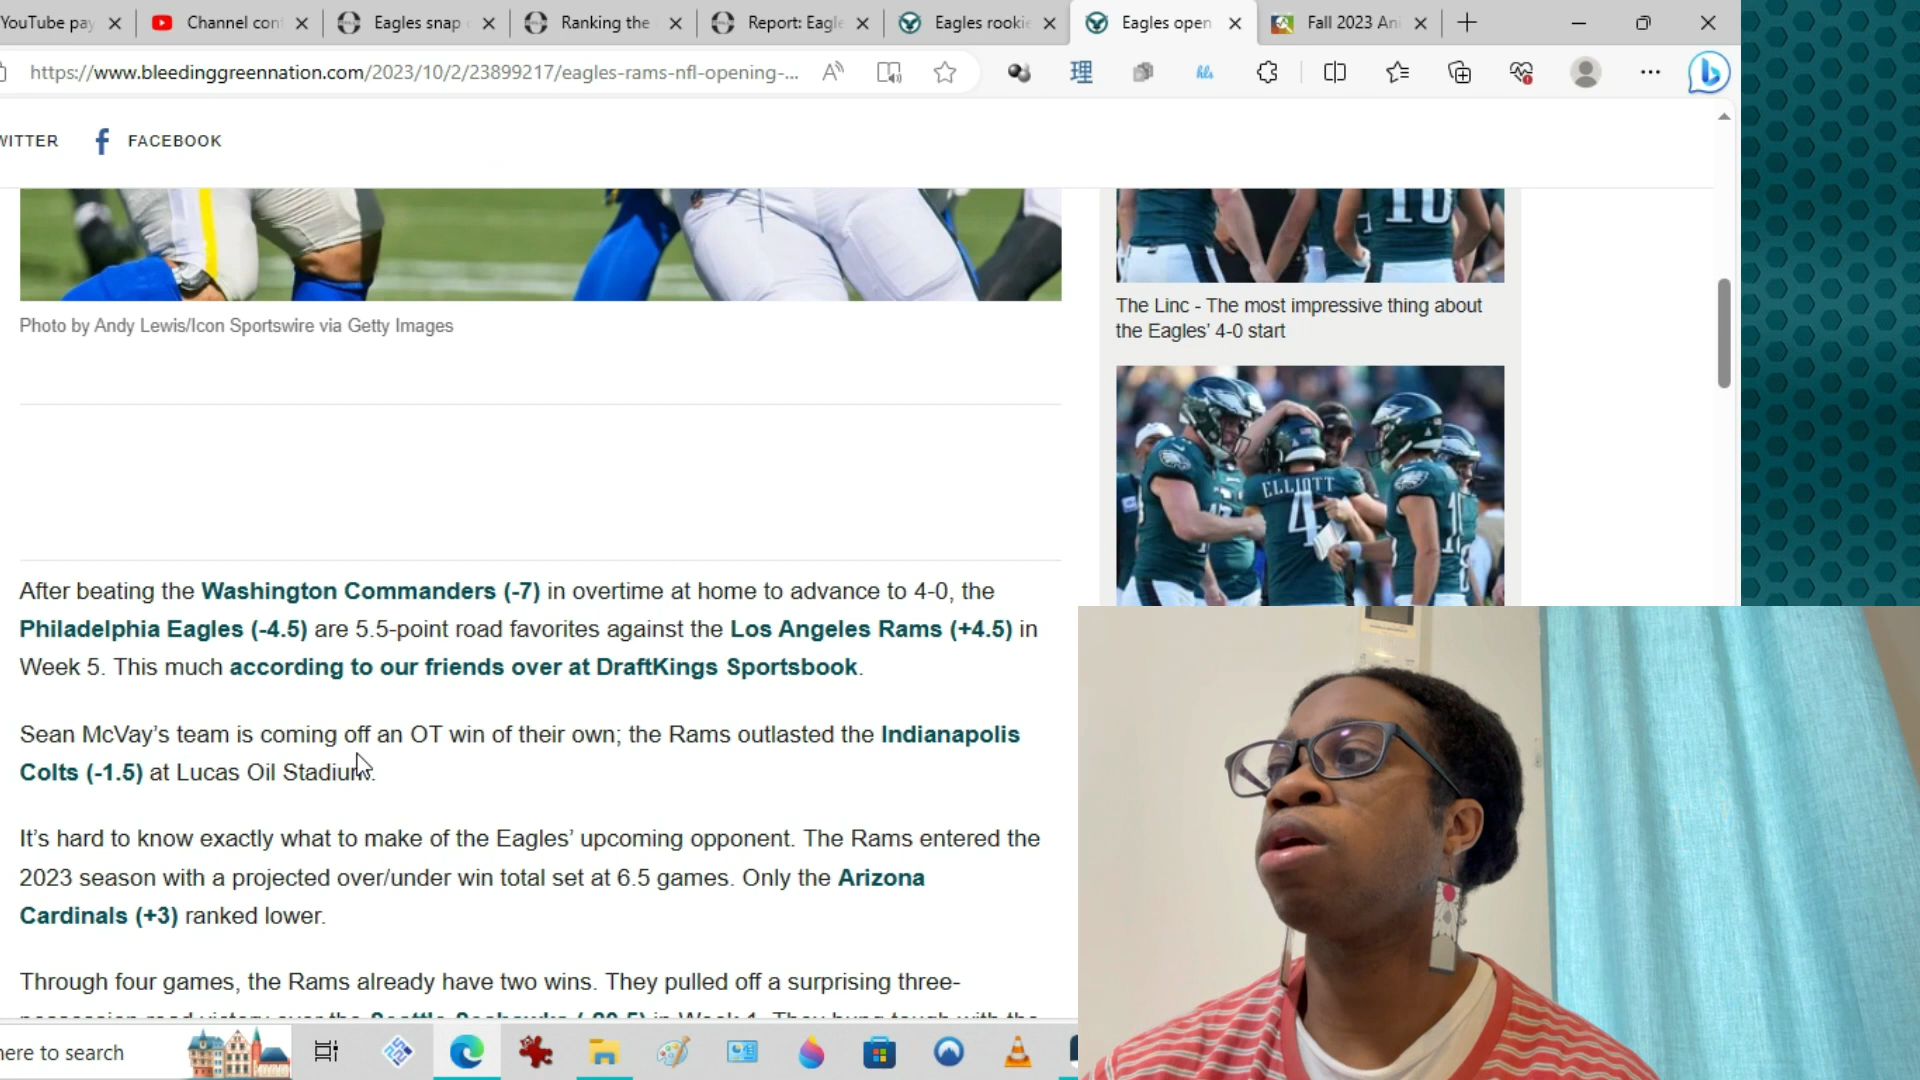 YouTube pay
Channel con
Eagles snap
Ranking the
Report: Eagle
Eagles rookie
Eagles open
Fall 2023 Ani
https://www.bleedinggreennation.com/2023/10/2/23899217/eagles-rams-nfl-opening-...
理
hls
WITTER
FACEBOOK
Photo by Andy Lewis/Icon Sportswire via Getty Images
10
The Linc - The most impressive thing about
the Eagles' 4-0 start
ELLIOTT
4
After beating the Washington Commanders (-7) in overtime at home to advance to 4-0, the
Philadelphia Eagles (-4.5) are 5.5-point road favorites against the Los Angeles Rams (+4.5) in
Week 5. This much according to our friends over at DraftKings Sportsbook.
Sean McVay’s team is coming off an OT win of their own; the Rams outlasted the Indianapolis
Colts (-1.5) at Lucas Oil Stadium.
It’s hard to know exactly what to make of the Eagles’ upcoming opponent. The Rams entered the
2023 season with a projected over/under win total set at 6.5 games. Only the Arizona
Cardinals (+3) ranked lower.
Through four games, the Rams already have two wins. They pulled off a surprising three-
here to search